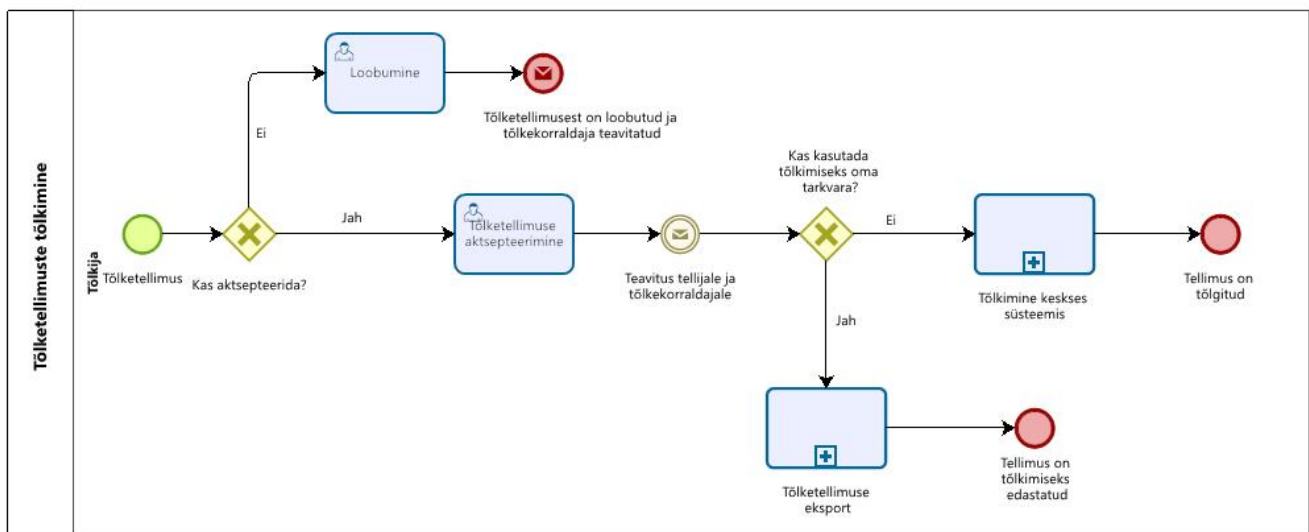 Tõlketellimuste tõlkimine
Tõlkija
Tõlketellimus
Kas aktsepteerida?
Ei
Loobumine
Tõlketellimusest on loobutud ja
tõlkekorraldaja teavitatud
Jah
Tõlketellimuse
aktsepteerimine
Teavitus tellijale ja
tõlkekorraldajale
Kas kasutada
tõlkimiseks oma
tarkvara?
Ei
Tõlkimine keskses
süsteemis
Tellimus on
tõlgitud
Jah
Tõlketellimuse
eksport
Tellimus on
tõlkimiseks
edastatud